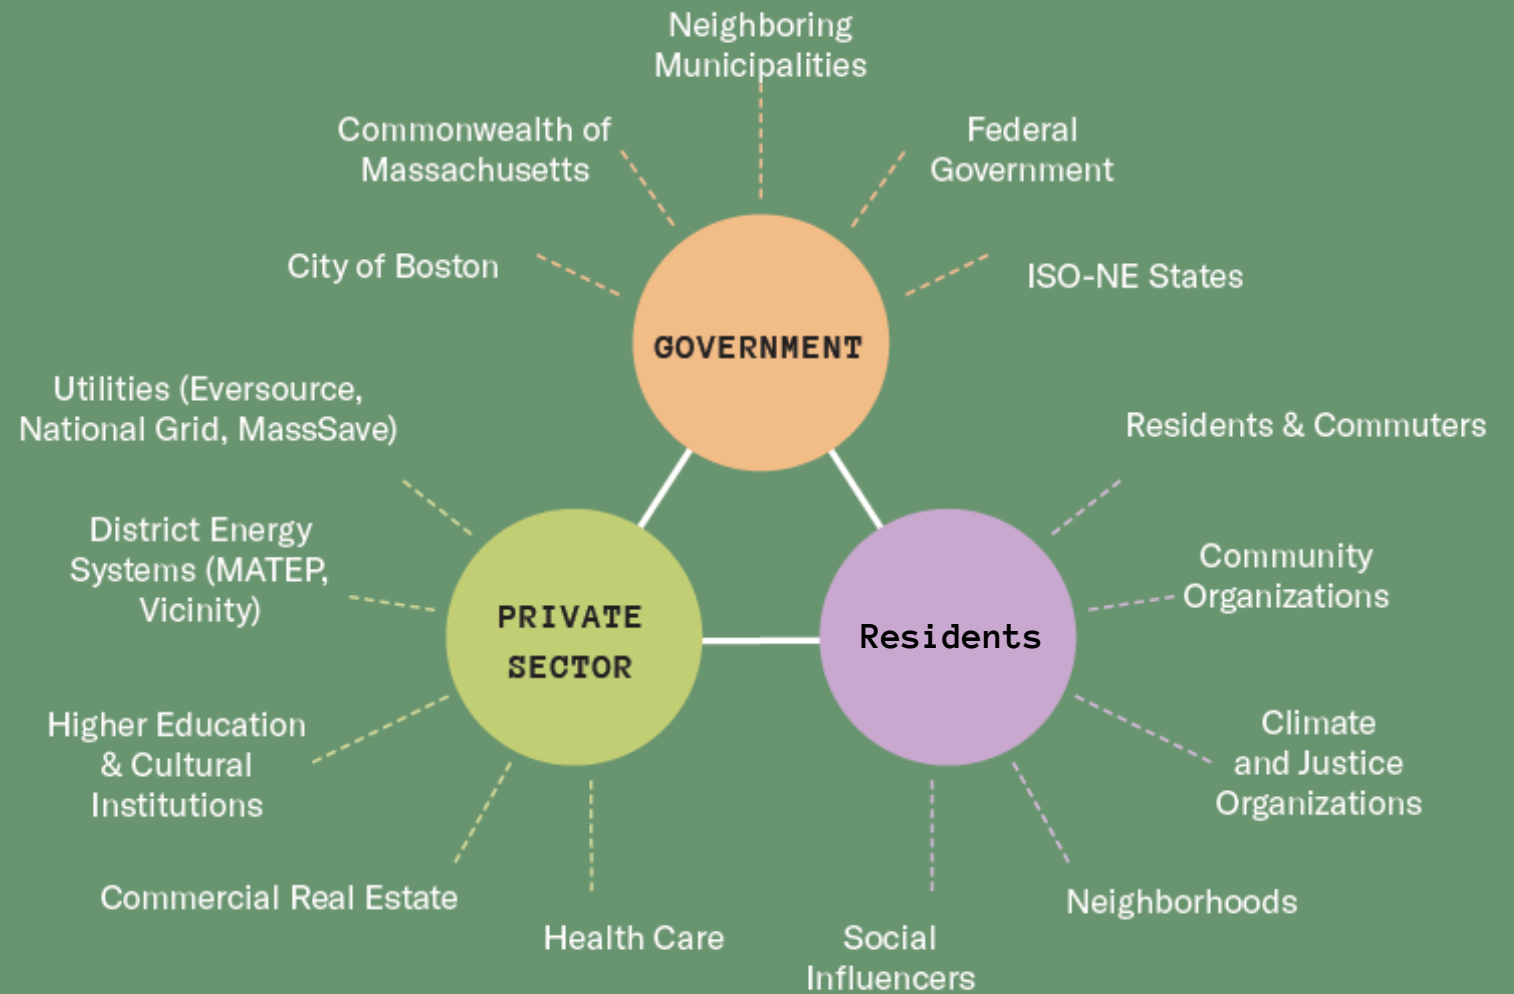 Neighboring
Municipalities
Commonwealth of
Massachusetts
Federal
Government
City of Boston
ISO-NE States
GOVERNMENT
Utilities (Eversource,
National Grid, MassSave)
Residents & Commuters
District Energy
Systems (MATEP,
Vicinity)
Community
Organizations
PRIVATE
SECTOR
Residents
Higher Education
& Cultural
Institutions
Climate
and Justice
Organizations
Commercial Real Estate
Neighborhoods
Health Care
Social
Influencers